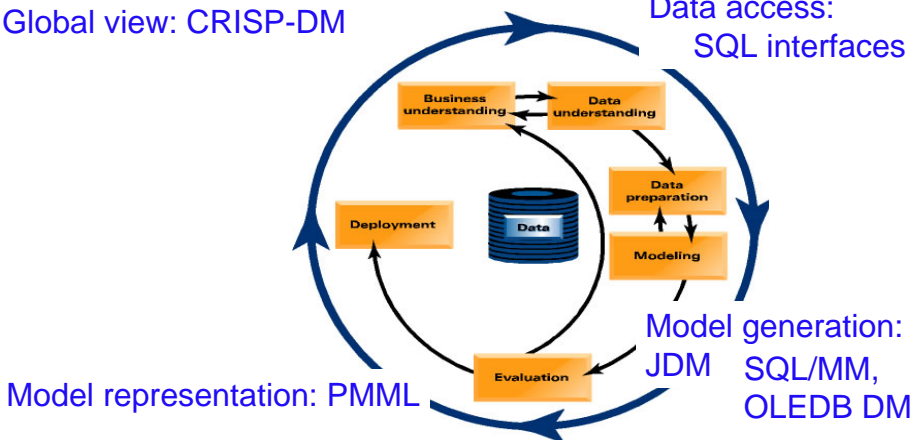 Global view: CRISP-DM
Data access:
SQL interfaces
Business
understanding
Data
understanding
Data
preparation
Deployment
Data
Modeling
Model generation:
JDM
SQL/MM,
OLEDB DM
Evaluation
Model representation: PMML